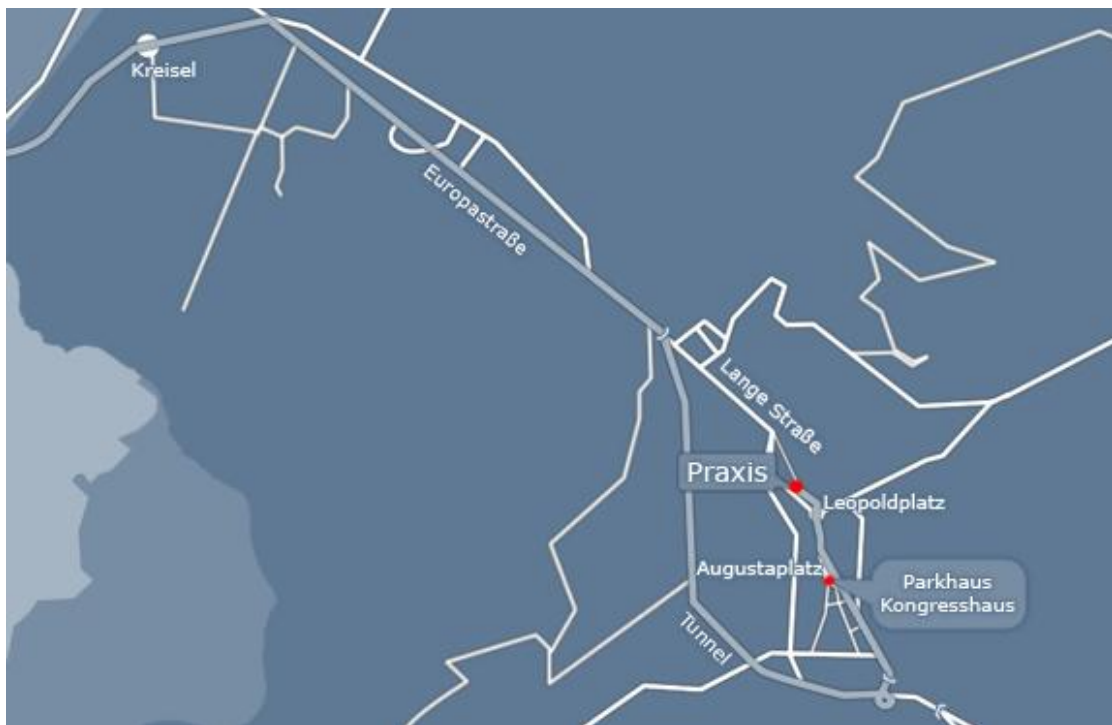 Kreisel
Europastraße
Lange Straße
Praxis
Leopoldplatz
Augustaplatz
Parkhaus
Kongresshaus
Tunnel